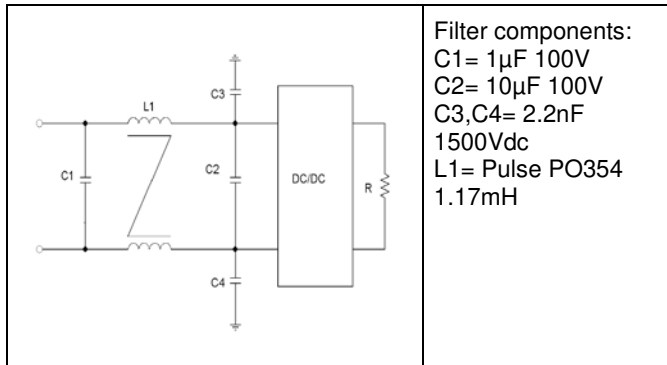 C3
L1
C1
C2
DC/DC
R
C4
Filter components:
C1= 1µF 100V
C2= 10µF 100V
C3,C4= 2.2nF
1500Vdc
L1= Pulse PO354
1.17mH